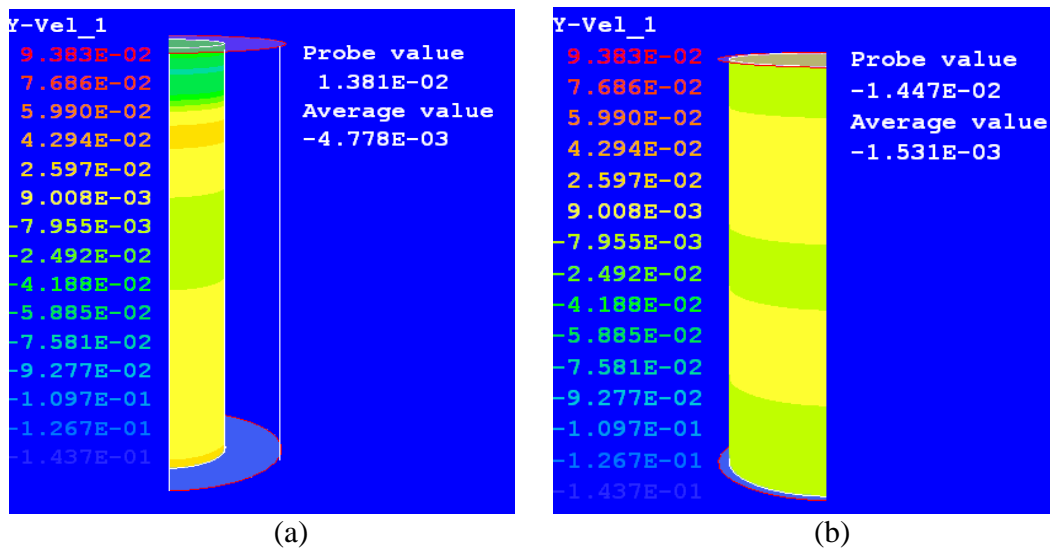 Y-Vel_1
9.383E-02
7.686E-02
5.990E-02
4.294E-02
2.597E-02
9.008E-03
-7.955E-03
-2.492E-02
-4.188E-02
-5.885E-02
-7.581E-02
-9.277E-02
-1.097E-01
-1.267E-01
-1.437E-01
Probe value
1.381E-02
Average value
-4.778E-03
(a)
Y-Vel_1
9.383E-02
7.686E-02
5.990E-02
4.294E-02
2.597E-02
9.008E-03
-7.955E-03
-2.492E-02
-4.188E-02
-5.885E-02
-7.581E-02
-9.277E-02
-1.097E-01
-1.267E-01
-1.437E-01
Probe value
-1.447E-02
Average value
-1.531E-03
(b)